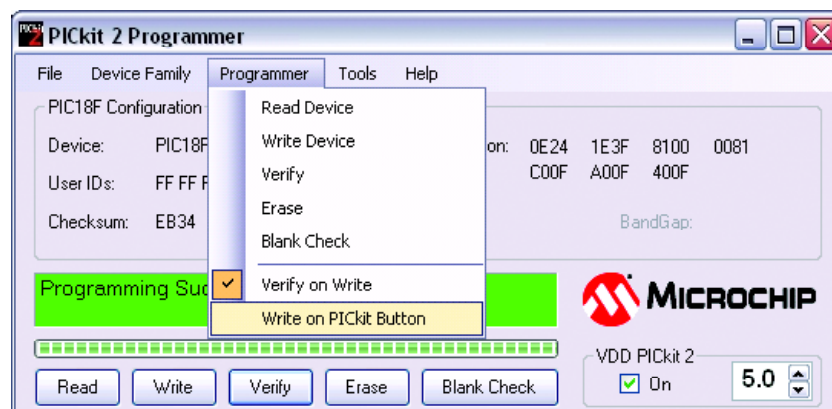 PICkit 2 Programmer
File Device Family Programmer Tools Help
PIC18F Configuration
Read Device
Device: PIC18F
Write Device
on: 0E24 1E3F 8100 0081
Verify
C00F A00F 400F
User IDs: FF FF F
Erase
Checksum: EB34
BandGap:
Blank Check
Programming Suc
Verify on Write
MICROCHIP
Write on PICkit Button
VDD PICkit 2
On 5.0
Read Write Verify Erase Blank Check